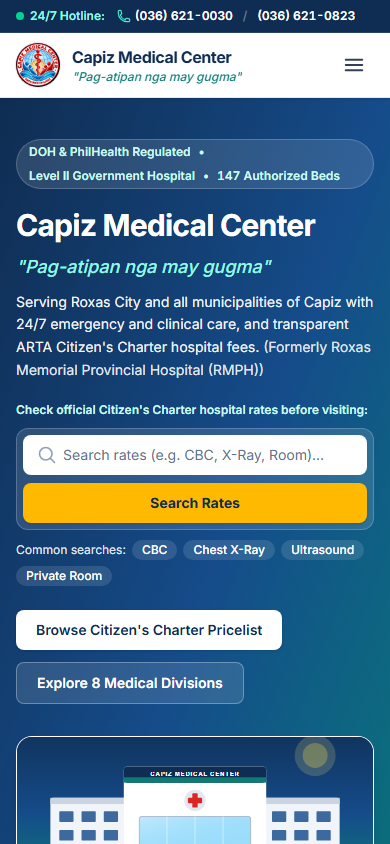 24/7 Hotline: (036) 621-0030 / (036) 621-0823
Capiz Medical Center
"Pag-atipan nga may gugma"
DOH & PhilHealth Regulated •
Level II Government Hospital • 147 Authorized Beds
Capiz Medical Center
"Pag-atipan nga may gugma"
Serving Roxas City and all municipalities of Capiz with
24/7 emergency and clinical care, and transparent
ARTA Citizen's Charter hospital fees. (Formerly Roxas
Memorial Provincial Hospital (RMPH))
Check official Citizen's Charter hospital rates before visiting:
Search rates (e.g. CBC, X-Ray, Room)...
Search Rates
Common searches: CBC Chest X-Ray Ultrasound
Private Room
Browse Citizen's Charter Pricelist
Explore 8 Medical Divisions
CAPIZ MEDICAL CENTER